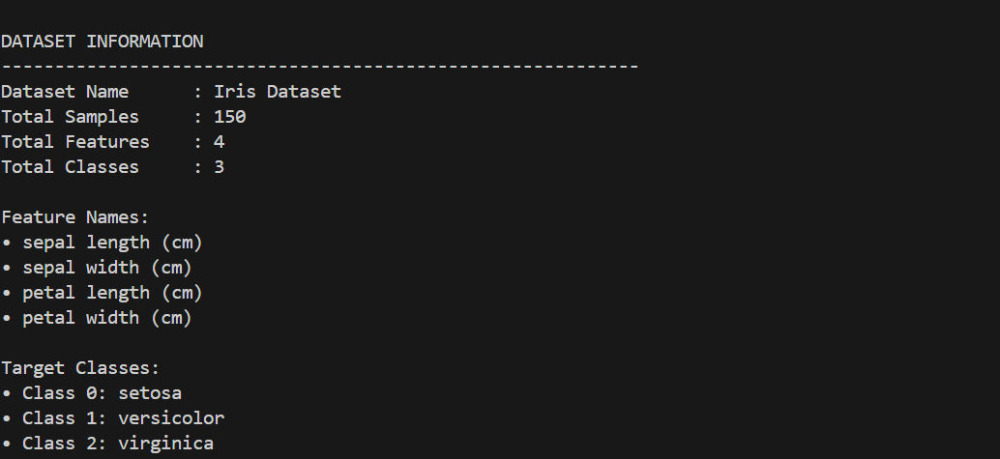 DATASET INFORMATION
------------------------------------------------------------
Dataset Name      : Iris Dataset
Total Samples     : 150
Total Features    : 4
Total Classes     : 3
Feature Names:
• sepal length (cm)
• sepal width (cm)
• petal length (cm)
• petal width (cm)
Target Classes:
• Class 0: setosa
• Class 1: versicolor
• Class 2: virginica